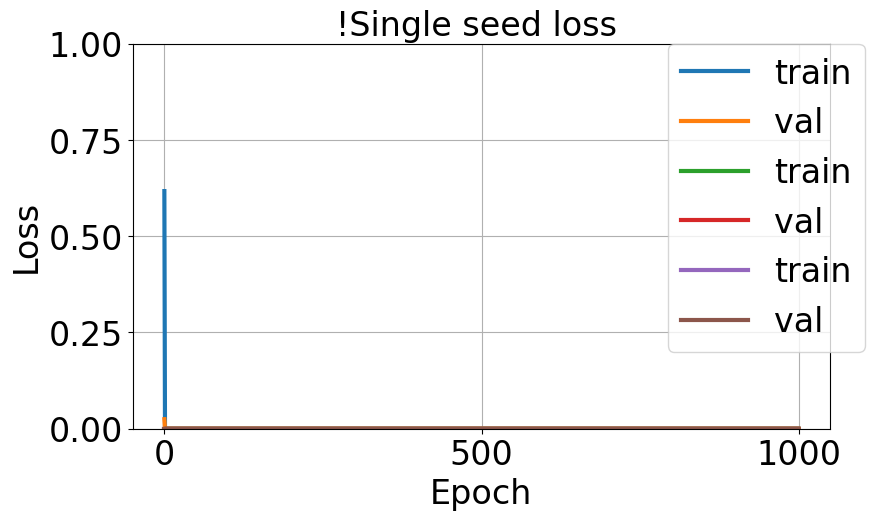 !Single seed loss
1.00
0.75
0.50
0.25
0.00
Loss
0
500
1000
Epoch
train
val
train
val
train
val